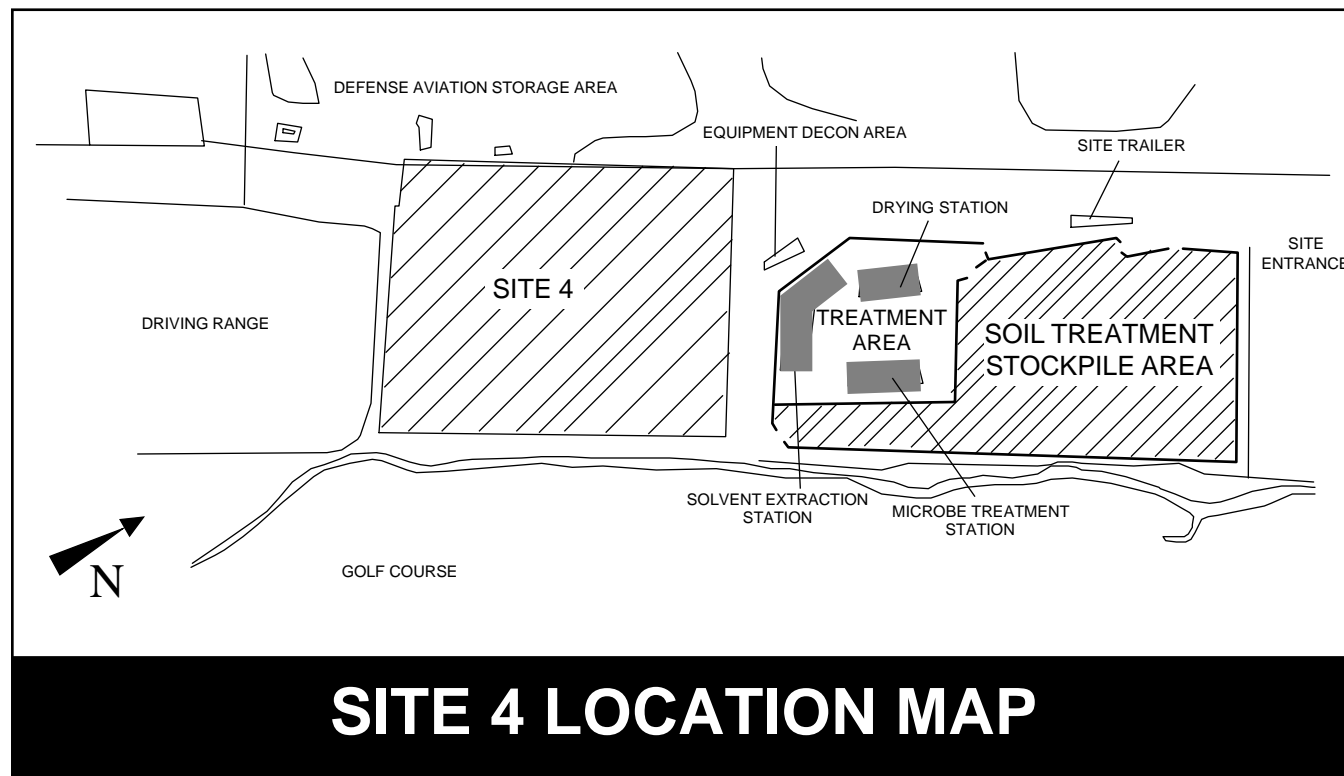 DEFENSE AVIATION STORAGE AREA
EQUIPMENT DECON AREA
SITE TRAILER
DRYING STATION
SITE
ENTRANCE
SITE 4
DRIVING RANGE
TREATMENT
AREA
SOIL TREATMENT
STOCKPILE AREA
SOLVENT EXTRACTION
STATION
MICROBE TREATMENT
STATION
N
GOLF COURSE
SITE 4 LOCATION MAP